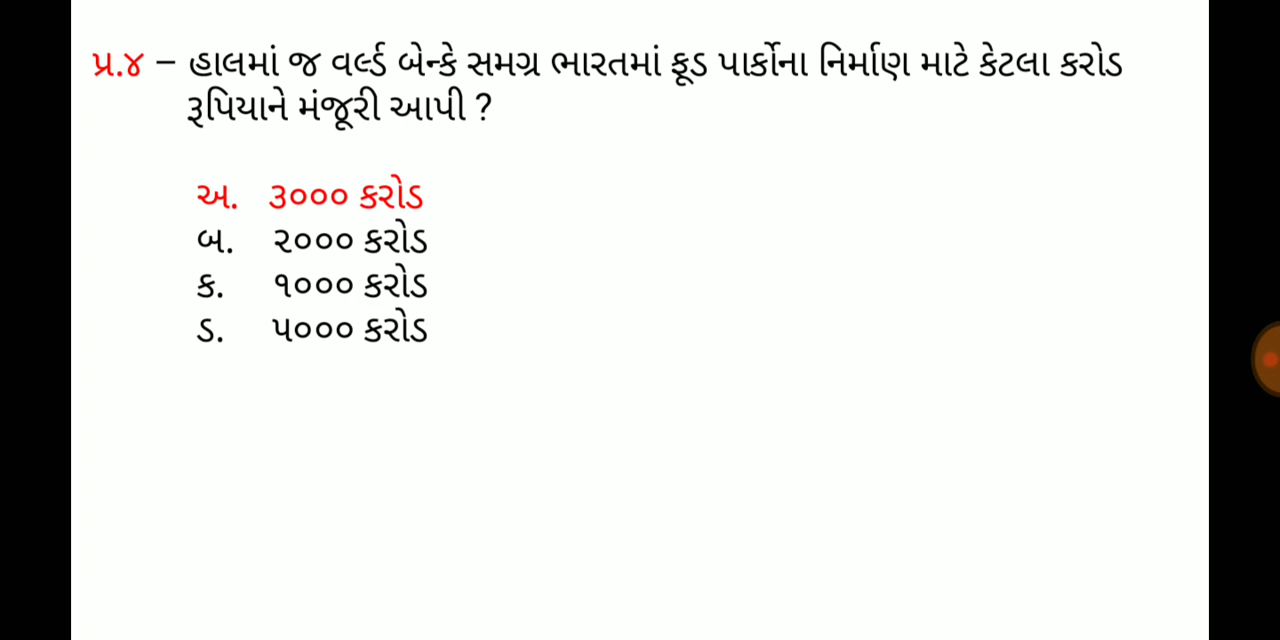 પ્ર.૪ – હાલમાં જ વર્લ્ડ બેન્કે સમગ્ર ભારતમાં ફૂડ પાર્કોના નિર્માણ માટે કેટલા કરોડ
રૂપિયાને મંજૂરી આપી ?
અ. ૩૦૦૦ કરોડ
બ. ૨૦૦૦ કરોડ
ક. ૧૦૦૦ કરોડ
ડ. ૫૦૦૦ કરોડ